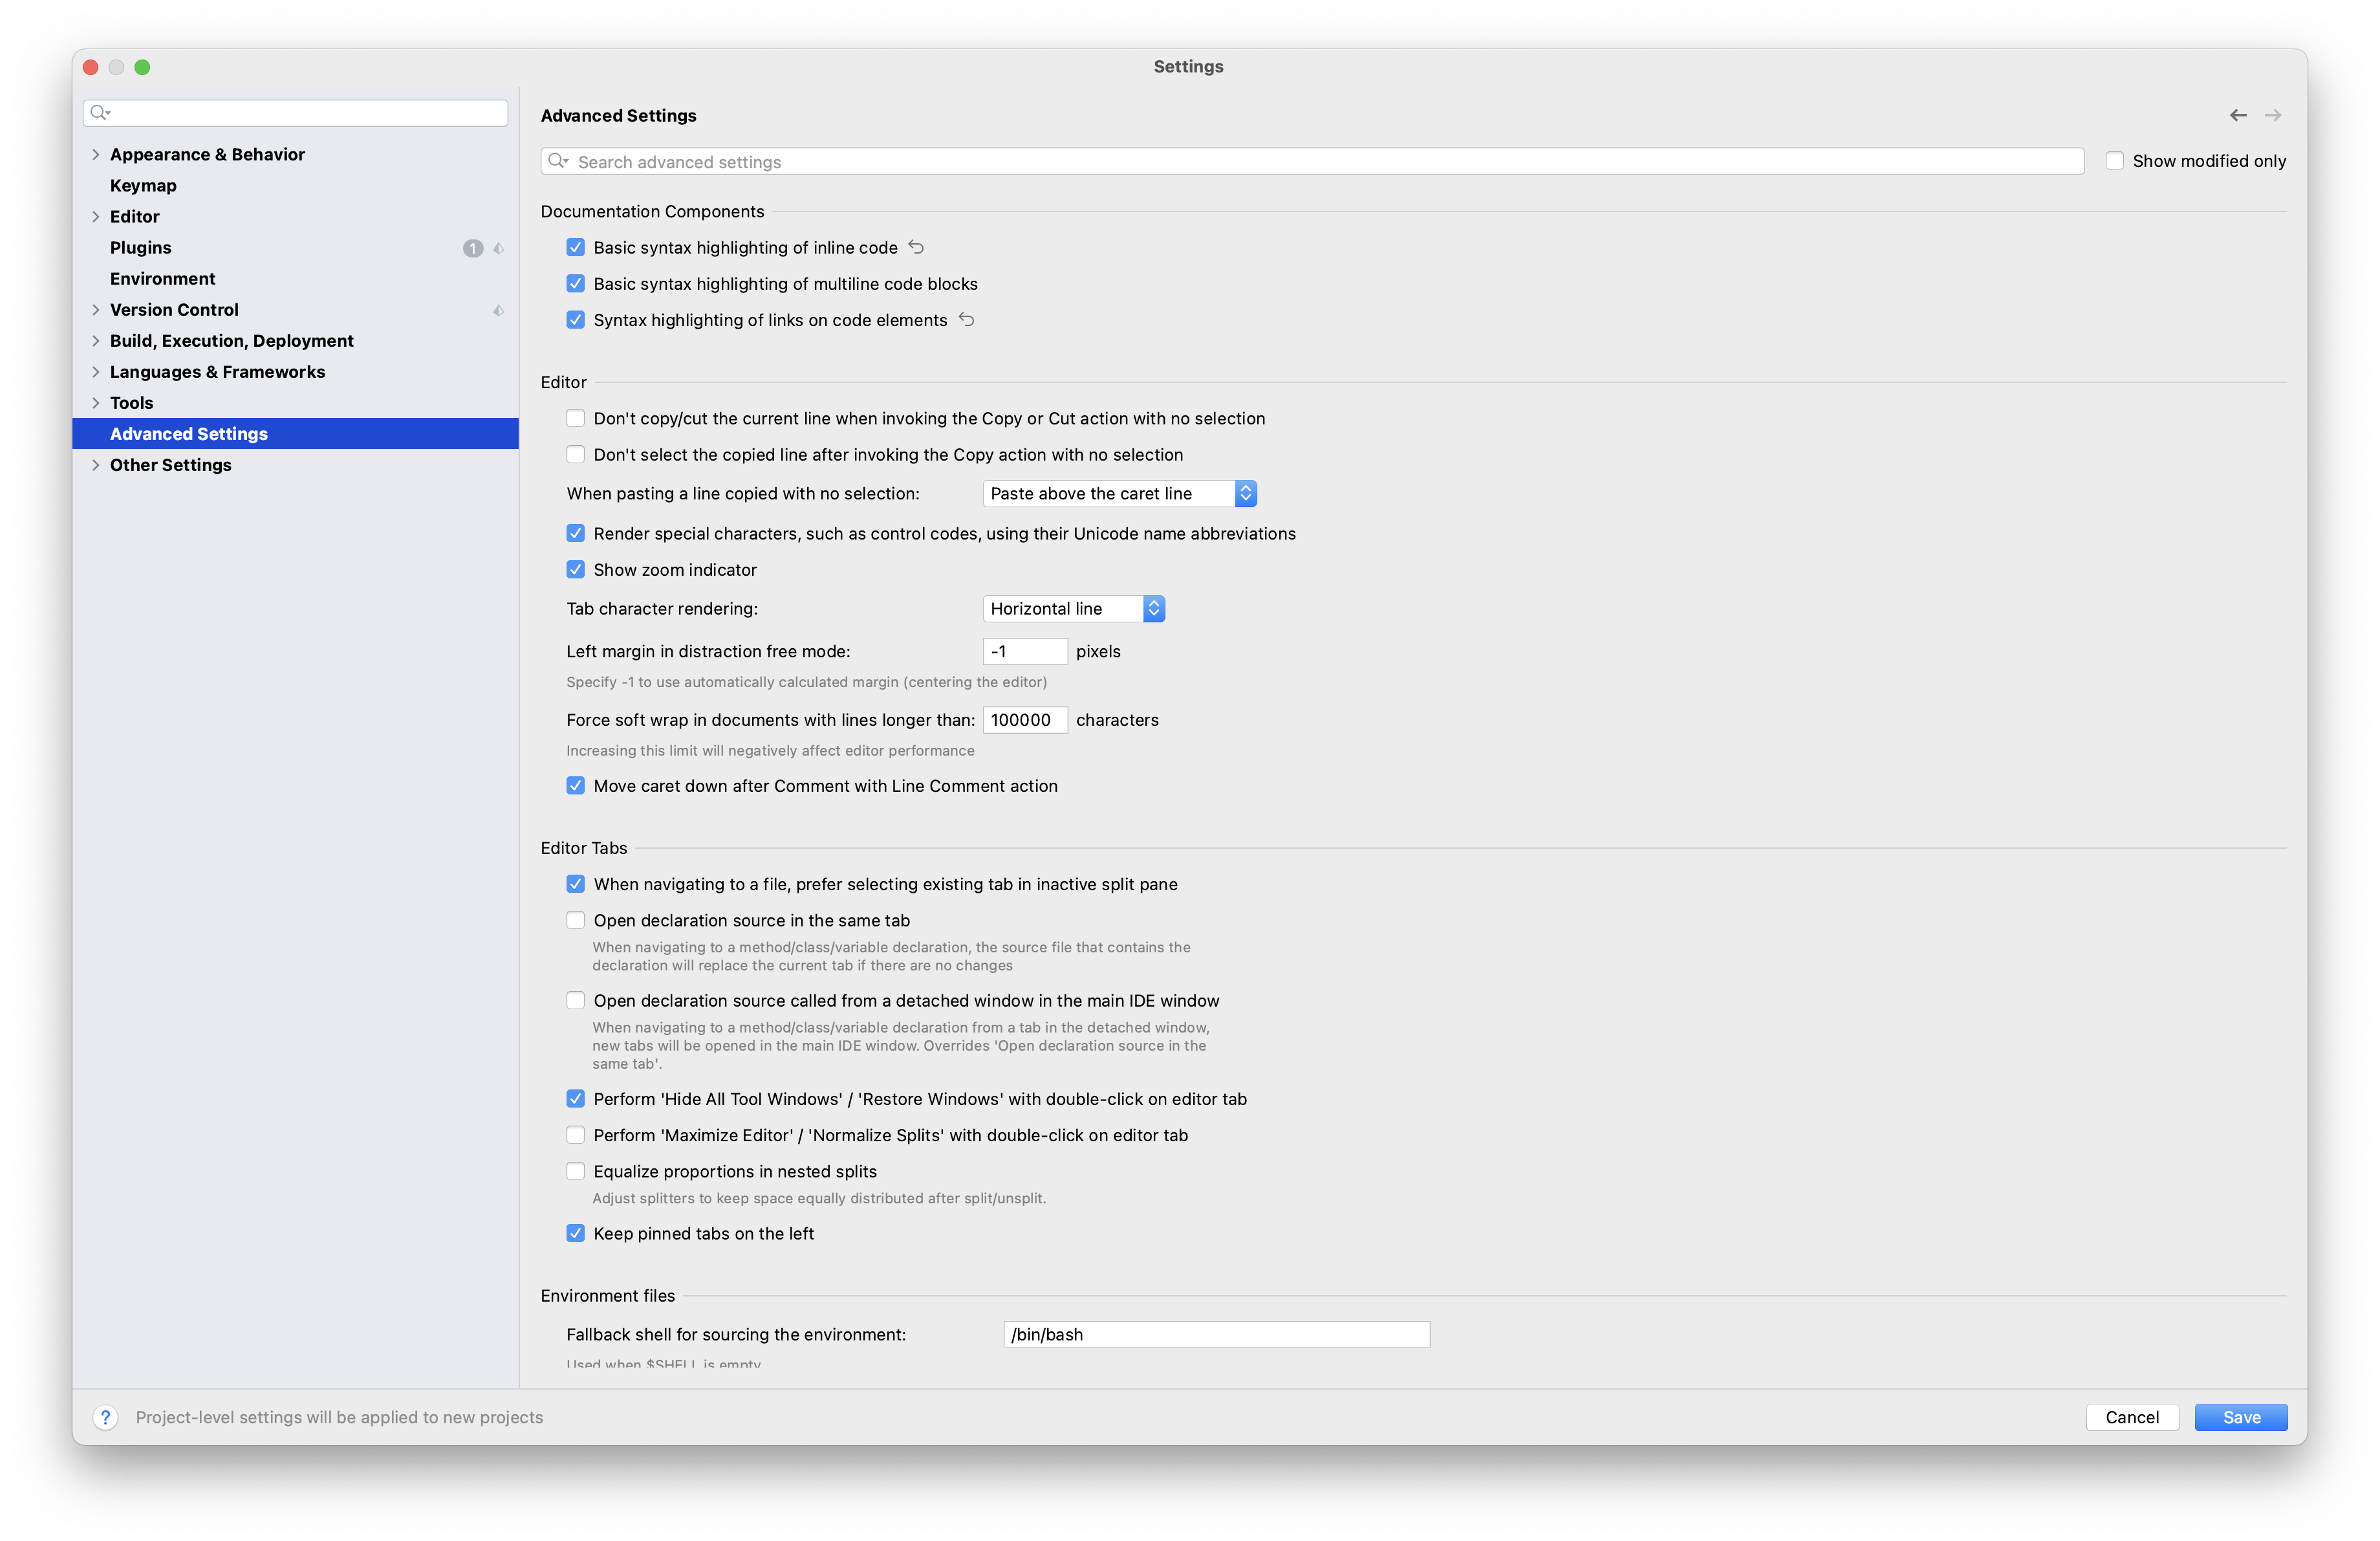 Settings
Appearance & Behavior
Keymap
Editor
Plugins 1
Environment
Version Control
Build, Execution, Deployment
Languages & Frameworks
Tools
Advanced Settings
Other Settings
Advanced Settings
Search advanced settings
Show modified only
Documentation Components
Basic syntax highlighting of inline code
Basic syntax highlighting of multiline code blocks
Syntax highlighting of links on code elements
Editor
Don't copy/cut the current line when invoking the Copy or Cut action with no selection
Don't select the copied line after invoking the Copy action with no selection
When pasting a line copied with no selection: Paste above the caret line
Render special characters, such as control codes, using their Unicode name abbreviations
Show zoom indicator
Tab character rendering: Horizontal line
Left margin in distraction free mode: -1 pixels
Specify -1 to use automatically calculated margin (centering the editor)
Force soft wrap in documents with lines longer than: 100000 characters
Increasing this limit will negatively affect editor performance
Move caret down after Comment with Line Comment action
Editor Tabs
When navigating to a file, prefer selecting existing tab in inactive split pane
Open declaration source in the same tab
When navigating to a method/class/variable declaration, the source file that contains the
declaration will replace the current tab if there are no changes
Open declaration source called from a detached window in the main IDE window
When navigating to a method/class/variable declaration from a tab in the detached window,
new tabs will be opened in the main IDE window. Overrides 'Open declaration source in the
same tab'.
Perform 'Hide All Tool Windows' / 'Restore Windows' with double-click on editor tab
Perform 'Maximize Editor' / 'Normalize Splits' with double-click on editor tab
Equalize proportions in nested splits
Adjust splitters to keep space equally distributed after split/unsplit.
Keep pinned tabs on the left
Environment files
Fallback shell for sourcing the environment: /bin/bash
Used when $SHELL is empty
? Project-level settings will be applied to new projects
Cancel
Save